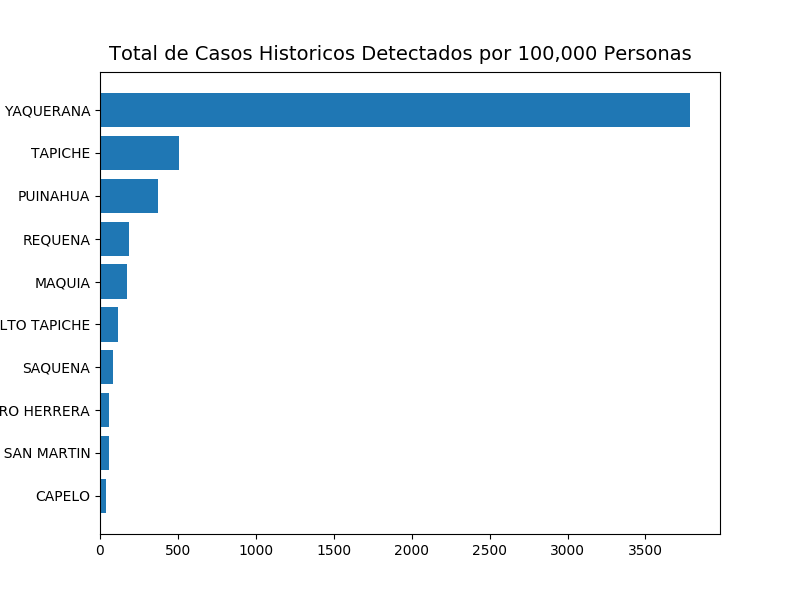 Total de Casos Historicos Detectados por 100,000 Personas
YAQUERANA
TAPICHE
PUINAHUA
REQUENA
MAQUIA
LTO TAPICHE
SAQUENA
RO HERRERA
SAN MARTIN
CAPELO
0 500 1000 1500 2000 2500 3000 3500